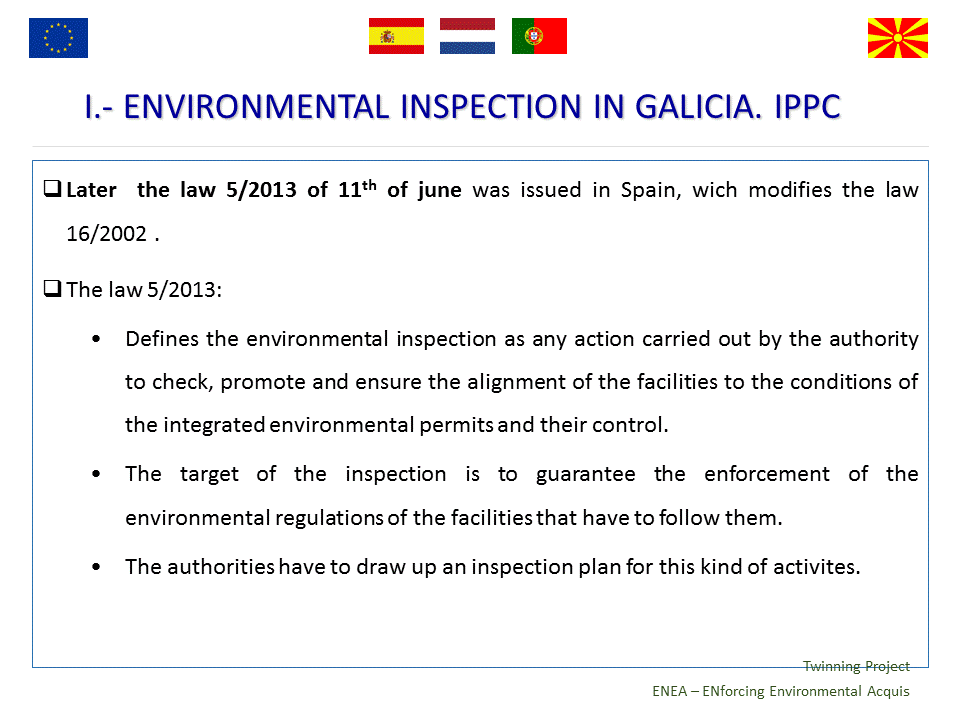 I.- ENVIRONMENTAL INSPECTION IN GALICIA. IPPC
Later the law 5/2013 of 11th of june was issued in Spain, wich modifies the law
16/2002 .
The law 5/2013:
• Defines the environmental inspection as any action carried out by the authority
to check, promote and ensure the alignment of the facilities to the conditions of
the integrated environmental permits and their control.
• The target of the inspection is to guarantee the enforcement of the
environmental regulations of the facilities that have to follow them.
• The authorities have to draw up an inspection plan for this kind of activites.
Twinning Project
ENEA – ENforcing Environmental Acquis